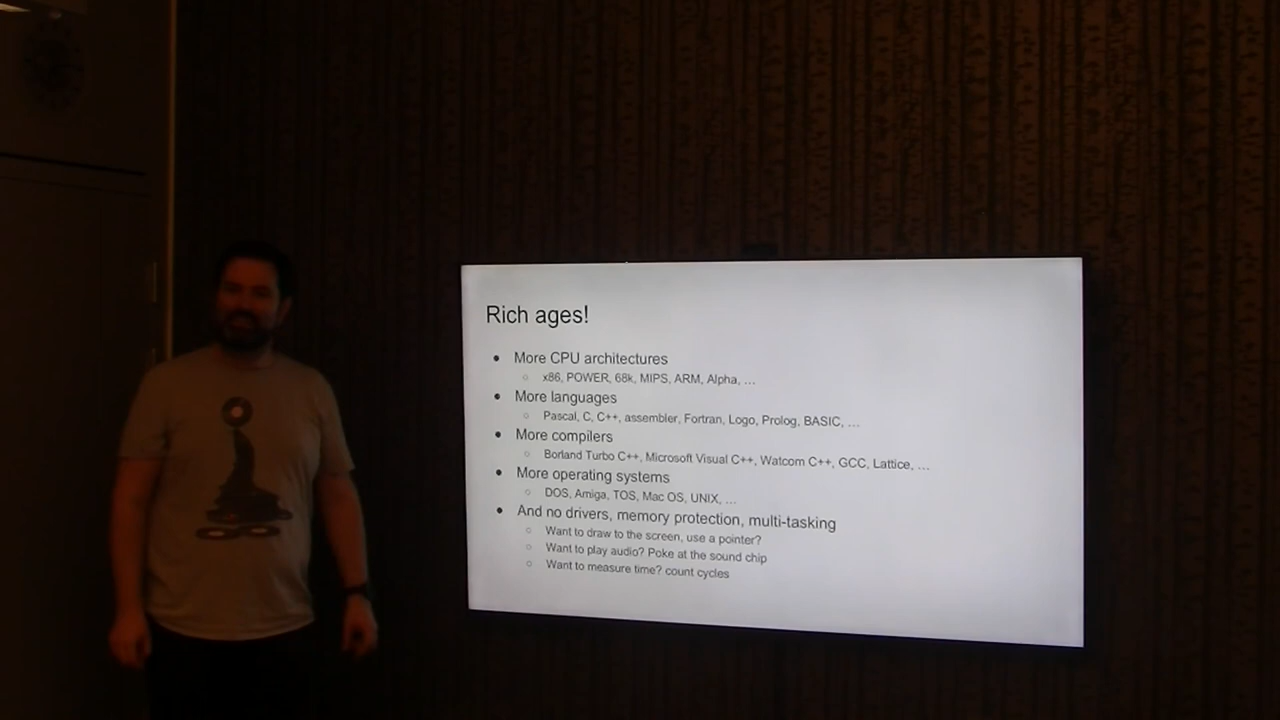 Rich ages!
● More CPU architectures
○ x86, POWER, 68k, MIPS, ARM, Alpha, …
● More languages
○ Pascal, C, C++, assembler, Fortran, Logo, Prolog, BASIC, …
● More compilers
○ Borland Turbo C++, Microsoft Visual C++, Watcom C++, GCC, Lattice, …
● More operating systems
○ DOS, Amiga, TOS, Mac OS, UNIX, …
● And no drivers, memory protection, multi-tasking
○ Want to draw to the screen, use a pointer?
○ Want to play audio? Poke at the sound chip
○ Want to measure time? count cycles